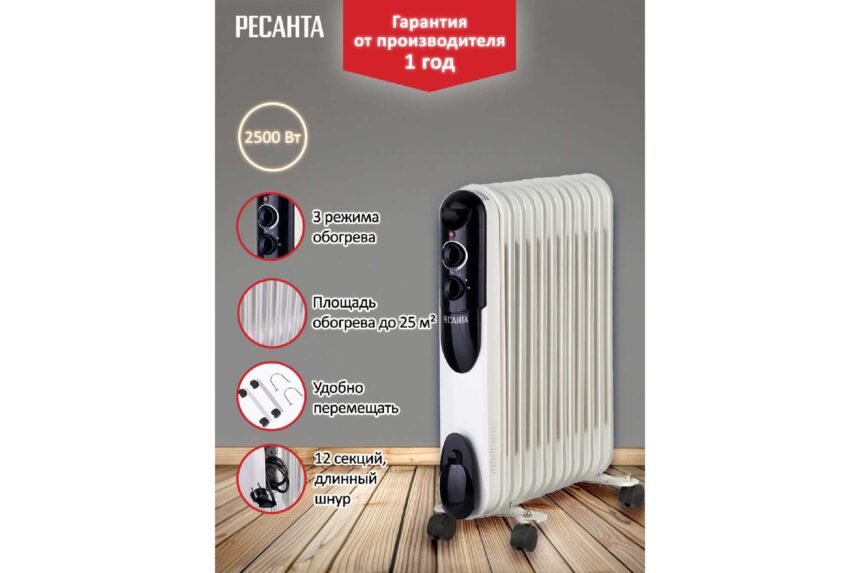 РЕСАНТА
Гарантия
от производителя
1 год
2500 Вт
3 режима
обогрева
Площадь
обогрева до 25 м²
РЕСАНТА
Удобно
перемещать
12 секций,
длинный
шнур